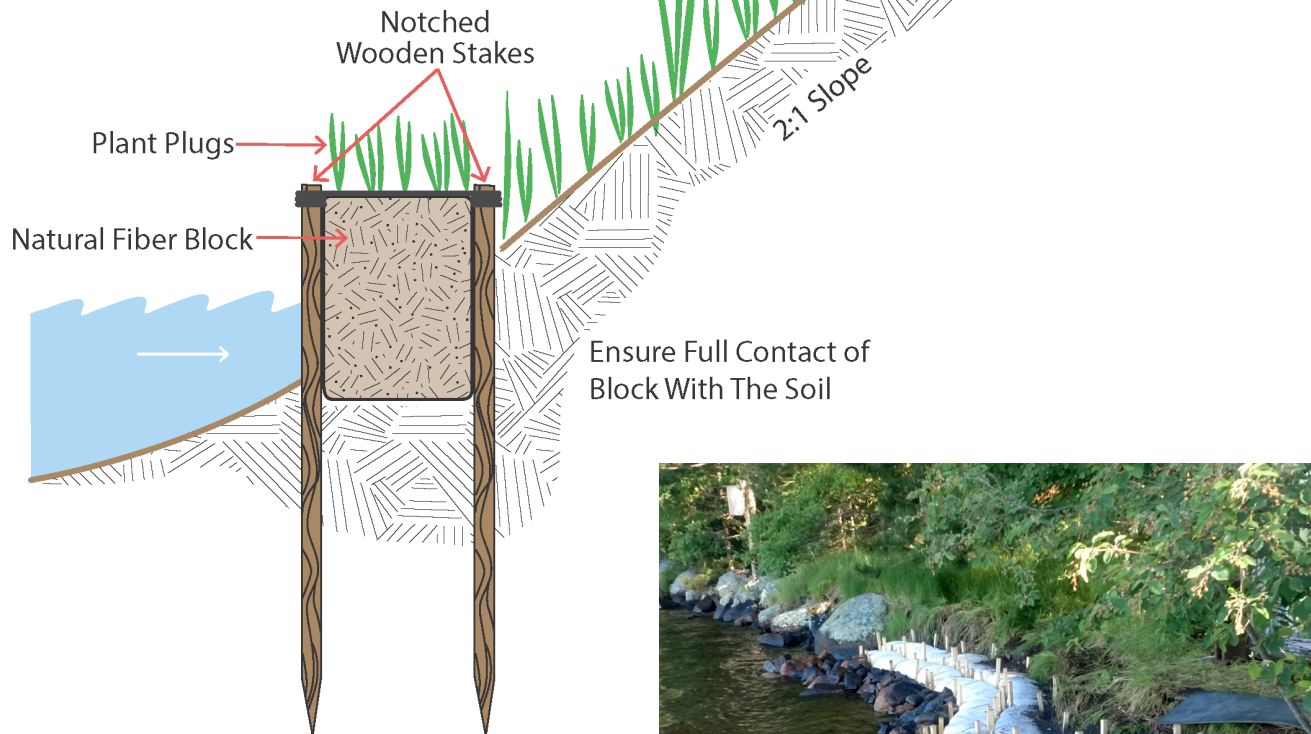 Notched
Wooden Stakes
Plant Plugs
2:1 Slope
Natural Fiber Block
Ensure Full Contact of
Block With The Soil